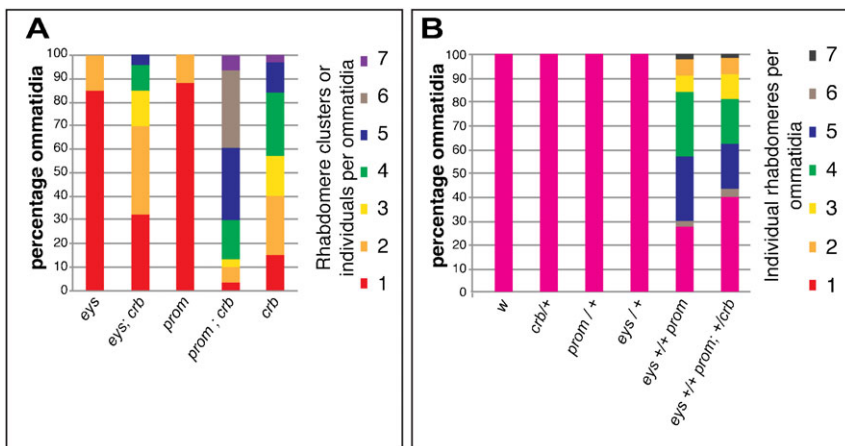 A
percentage ommatidia
100
90
80
70
60
50
40
30
20
10
0
eys
eys; crb
prom
prom ; crb
crb
Rhabdomere clusters or
individuals per ommatidia
7
6
5
4
3
2
1
B
percentage ommatidia
100
90
80
70
60
50
40
30
20
10
0
w
crb/+
prom / +
eys / +
eys +/+ prom
eys +/+ prom; +/crb
Individual rhabdomeres per
ommatidia
7
6
5
4
3
2
1